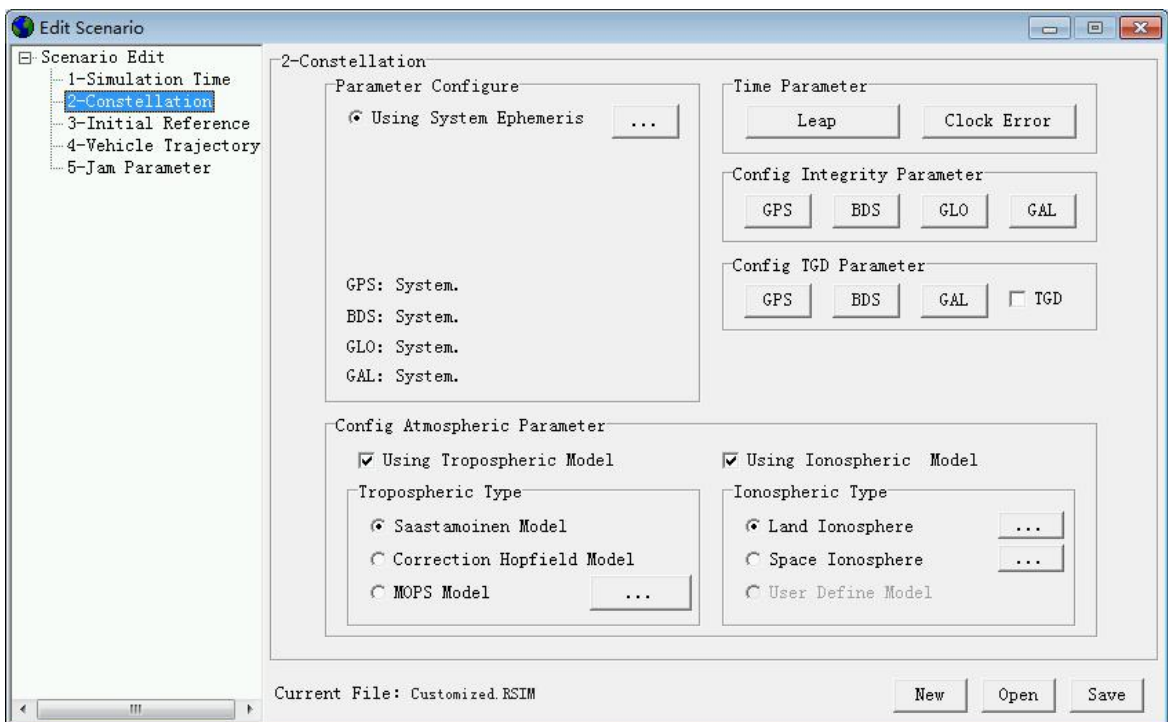 Edit Scenario
Scenario Edit
1-Simulation Time
2-Constellation
3-Initial Reference
4-Vehicle Trajectory
5-Jam Parameter
2-Constellation
Parameter Configure
Using System Ephemeris
...
GPS: System.
BDS: System.
GLO: System.
GAL: System.
Time Parameter
Leap
Clock Error
Config Integrity Parameter
GPS
BDS
GLO
GAL
Config TGD Parameter
GPS
BDS
GAL
TGD
Config Atmospheric Parameter
Using Tropospheric Model
Tropospheric Type
Saastamoinen Model
Correction Hopfield Model
MOPS Model
...
Using Ionospheric Model
Ionospheric Type
Land Ionosphere
...
Space Ionosphere
...
User Define Model
Current File: Customized.RSIM
New
Open
Save